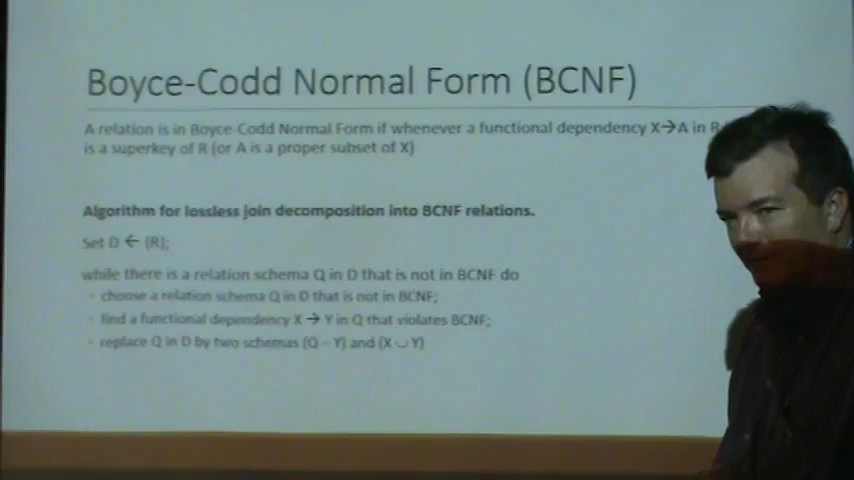 Boyce-Codd Normal Form (BCNF)
A relation is in Boyce-Codd Normal Form if whenever a functional dependency X→A in R
is a superkey of R (or A is a proper subset of X)
Algorithm for lossless join decomposition into BCNF relations.
Set D ← {R};
while there is a relation schema Q in D that is not in BCNF do
• choose a relation schema Q in D that is not in BCNF;
• find a functional dependency X → Y in Q that violates BCNF;
• replace Q in D by two schemas (Q − Y) and (X ∪ Y)